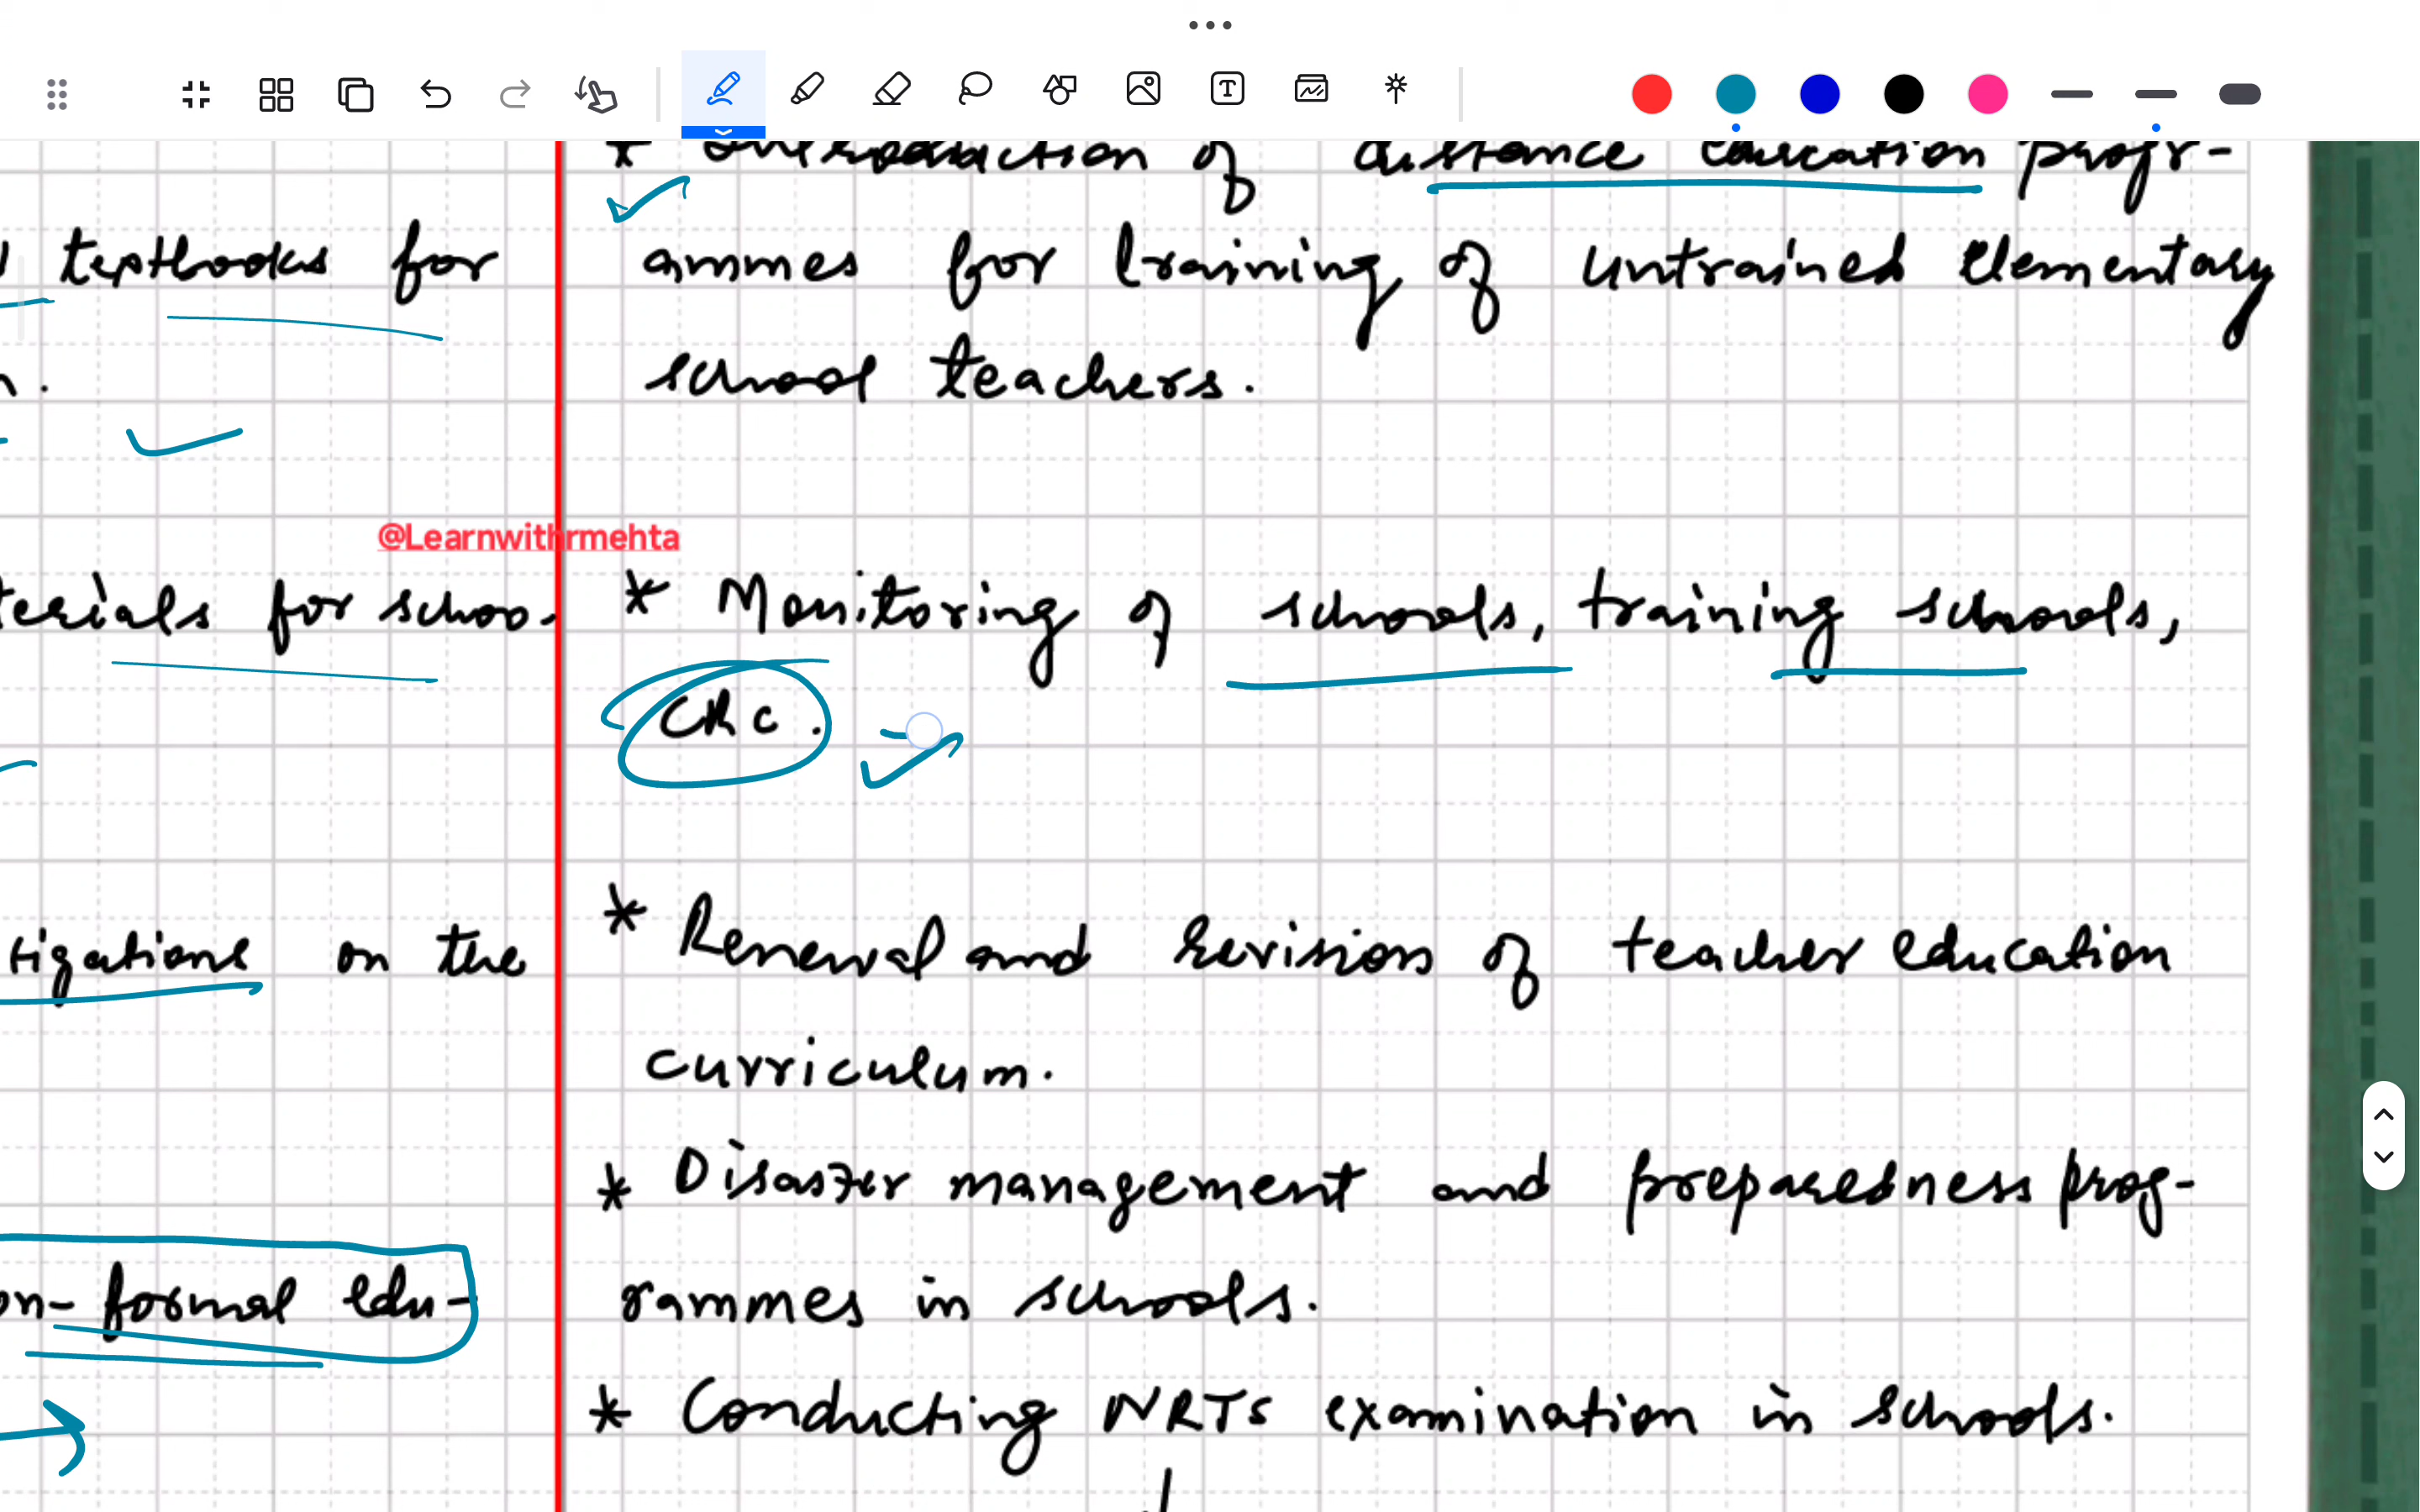 textbooks for
n.
@Learnwithrmehta
terials for schoo-
tigations on the
on-formal edu-
* Introduction of distance education progr-
ammes for training of untrained Elementary
school teachers.
* Monitoring of schools, training schools,
CRC.
* Renewal and Revision of teacher education
curriculum.
* Disaster management and preparedness prog-
rammes in schools.
* Conducting NRTS examination in schools.